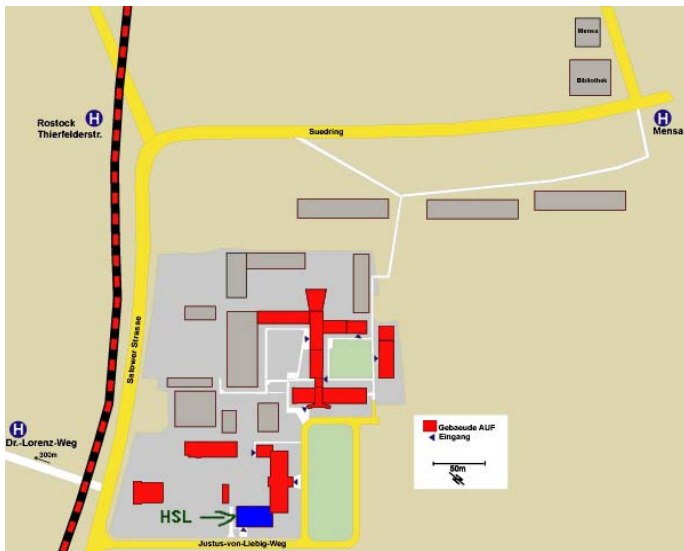 Mensa
Bibliothek
H
Rostock
Thierfelderstr.
H
Mensa
Suedring
Satower Strasse
H
Dr.-Lorenz-Weg
300m
Gebaeude AUF
Eingang
50m
N
HSL
Justus-von-Liebig-Weg